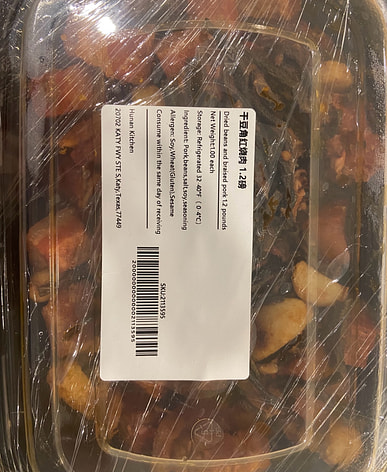 干豆角红烧肉 1.2磅
Dried beans and braised pork 1.2 pounds
Net Weight:1.00 each
Storage: Refrigerated 32-40°F（ 0-4°C）
Ingredient: Pork,beans,salt,soy,seasoning
Allergen: Soy,Wheat(Gluten),Sesame
Consume within the same day of receiving
Hunan Kitchen
20702 KATY FWY STE S,Katy,Texas,77449
SKU:2113595